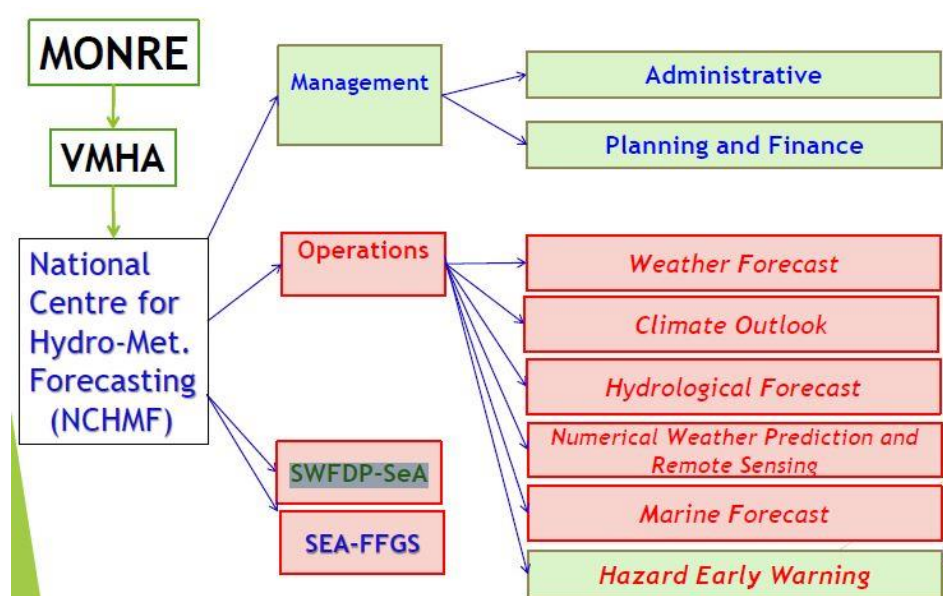 MONRE
VMHA
National
Centre for
Hydro-Met.
Forecasting
(NCHMF)
Management
Administrative
Planning and Finance
Operations
Weather Forecast
Climate Outlook
Hydrological Forecast
Numerical Weather Prediction and
Remote Sensing
Marine Forecast
Hazard Early Warning
SWFDP-SeA
SEA-FFGS